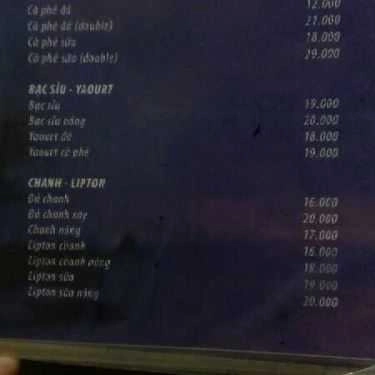 Cà phê đá 12.000
Cà phê đá (double) 21.000
Cà phê sữa 18.000
Cà phê sữa (double) 29.000
BẠC SỈU - YAOURT
Bạc sỉu 19.000
Bạc sỉu nóng 20.000
Yaourt đá 18.000
Yaourt cà phê 19.000
CHANH - LIPTON
Đá chanh 16.000
Đá chanh xay 20.000
Chanh nóng 17.000
Lipton chanh 16.000
Lipton chanh nóng 18.000
Lipton sữa 19.000
Lipton sữa nóng 20.000